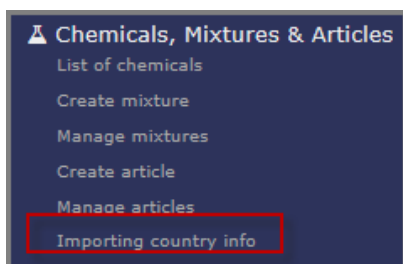 Chemicals, Mixtures & Articles
List of chemicals
Create mixture
Manage mixtures
Create article
Manage articles
Importing country info